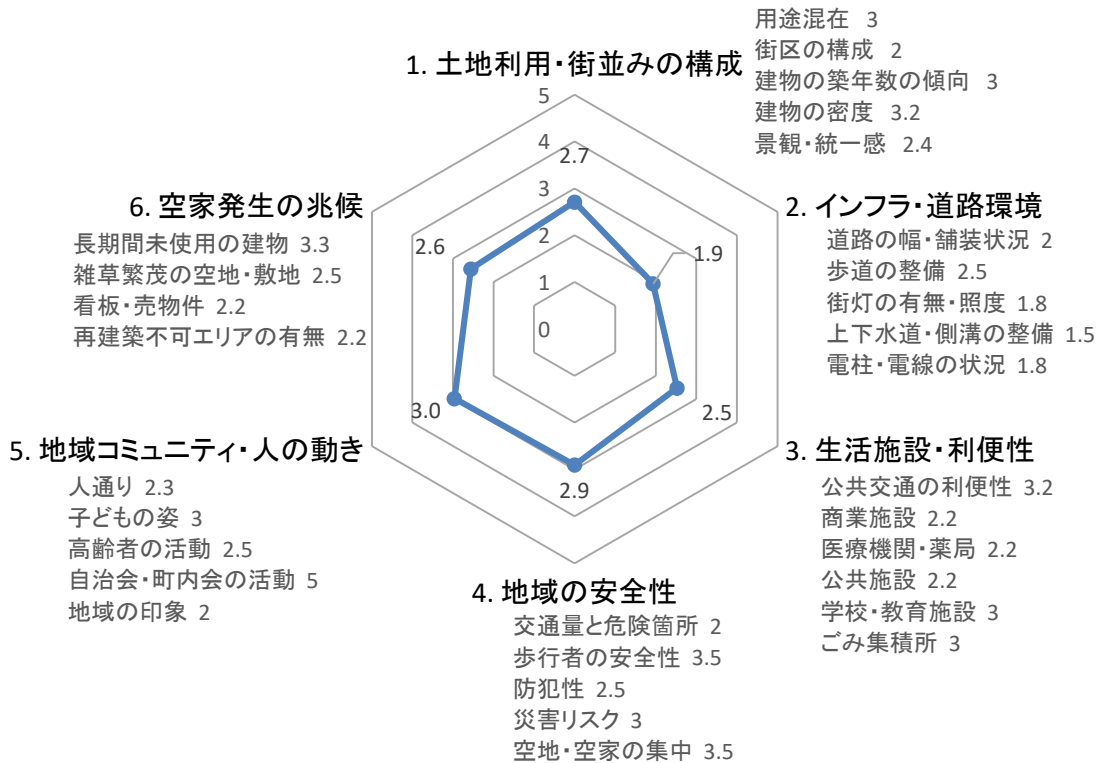 用途混在 3
街区の構成 2
建物の築年数の傾向 3
建物の密度 3.2
景観・統一感 2.4
1. 土地利用・街並みの構成
5
4
2.7
3
2
1
0
6. 空家発生の兆候
2.6
長期間未使用の建物 3.3
雑草繁茂の空地・敷地 2.5
看板・売物件 2.2
再建築不可エリアの有無 2.2
2. インフラ・道路環境
1.9
道路の幅・舗装状況 2
歩道の整備 2.5
街灯の有無・照度 1.8
上下水道・側溝の整備 1.5
電柱・電線の状況 1.8
3.0
2.5
5. 地域コミュニティ・人の動き
人通り 2.3
子どもの姿 3
高齢者の活動 2.5
自治会・町内会の活動 5
地域の印象 2
3. 生活施設・利便性
公共交通の利便性 3.2
商業施設 2.2
医療機関・薬局 2.2
公共施設 2.2
学校・教育施設 3
ごみ集積所 3
2.9
4. 地域の安全性
交通量と危険箇所 2
歩行者の安全性 3.5
防犯性 2.5
災害リスク 3
空地・空家の集中 3.5